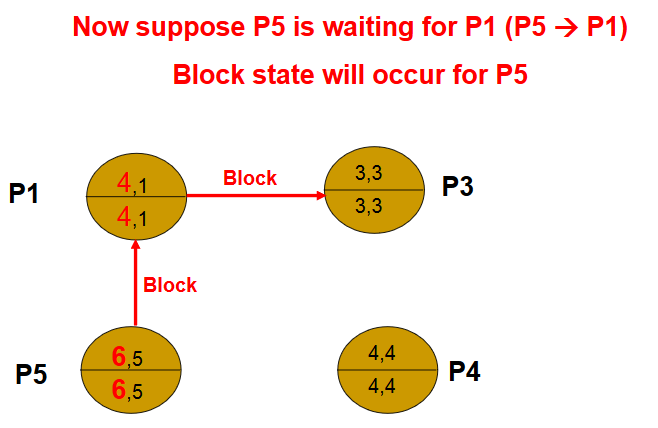 Now suppose P5 is waiting for P1 (P5 → P1)
Block state will occur for P5
P1
4,1
4,1
Block
3,3
3,3
P3
Block
P5
6,5
6,5
4,4
4,4
P4